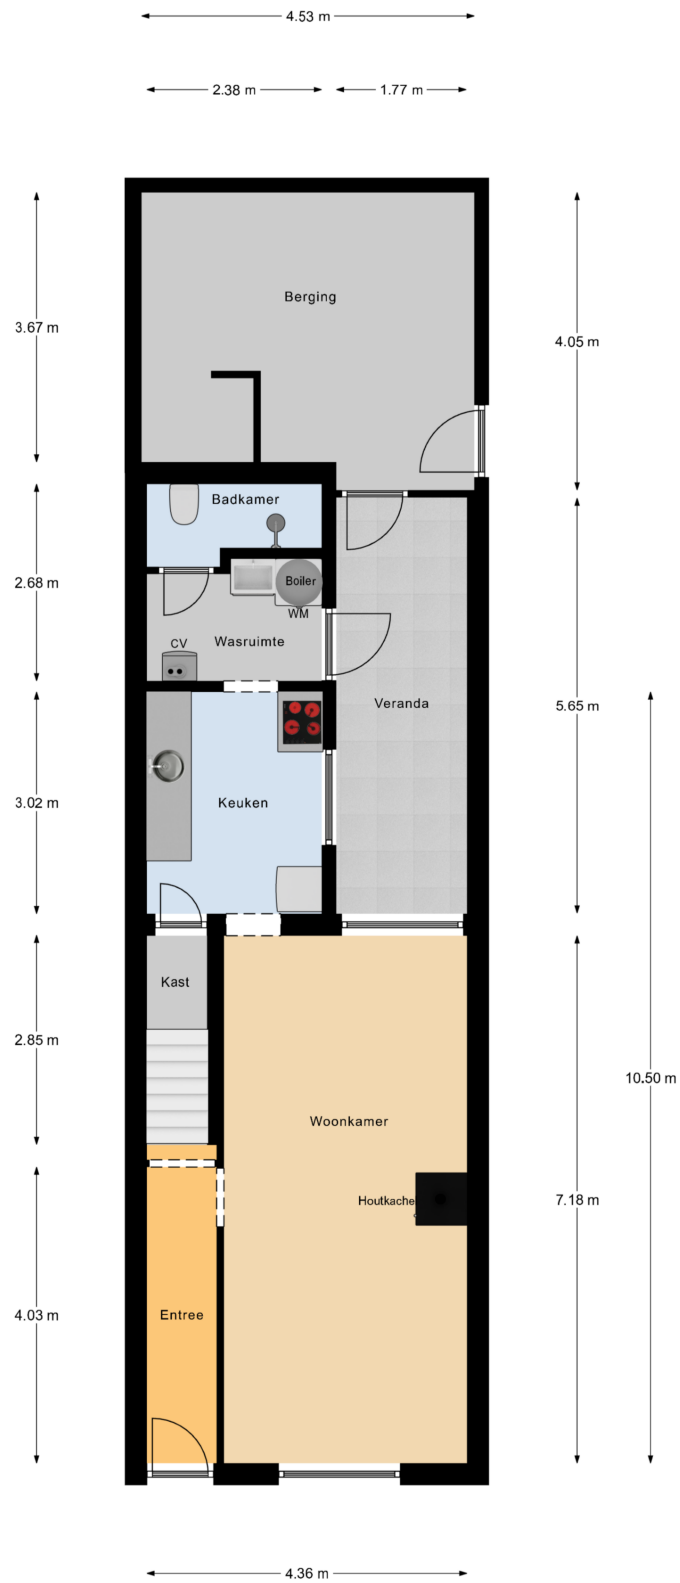 4.53 m
2.38 m
1.77 m
Berging
3.67 m
4.05 m
Badkamer
Boiler
WM
2.68 m
CV
Wasruimte
Veranda
5.65 m
3.02 m
Keuken
Kast
2.85 m
10.50 m
Woonkamer
Houtkache
7.18 m
4.03 m
Entree
4.36 m